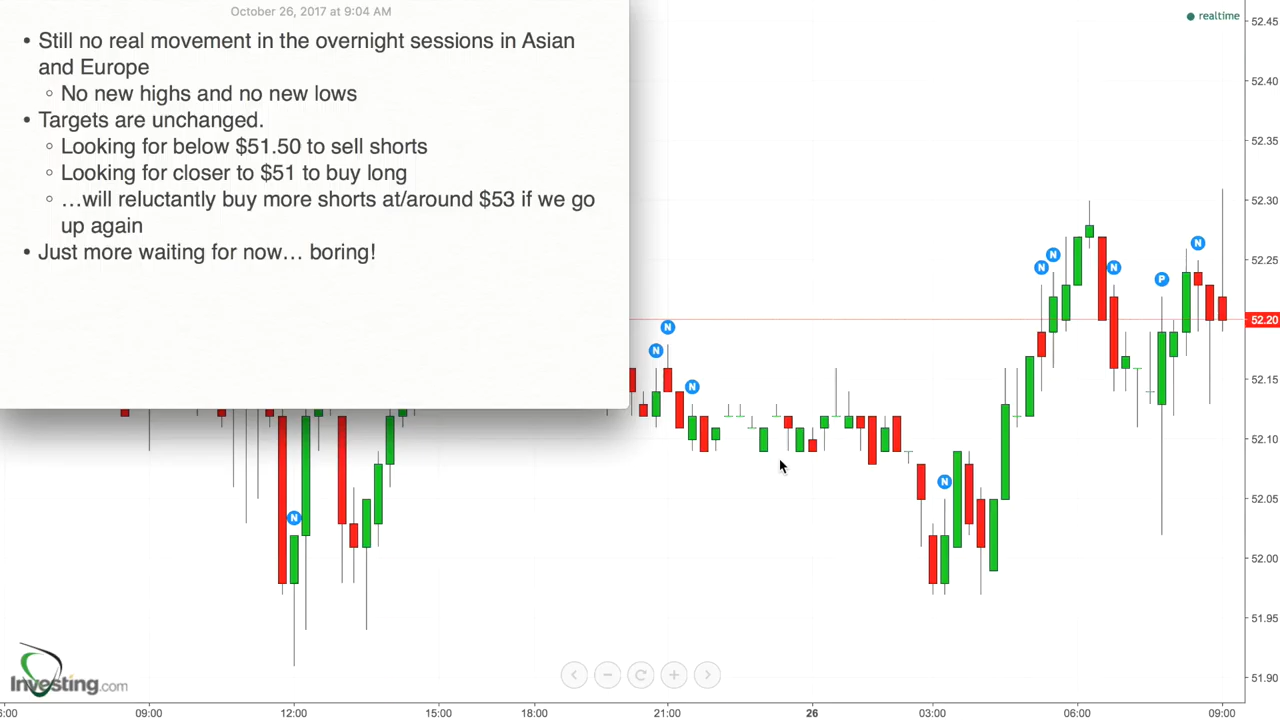 October 26, 2017 at 9:04 AM
• Still no real movement in the overnight sessions in Asian
and Europe
◦ No new highs and no new lows
• Targets are unchanged.
◦ Looking for below $51.50 to sell shorts
◦ Looking for closer to $51 to buy long
◦ …will reluctantly buy more shorts at/around $53 if we go
up again
• Just more waiting for now… boring!
realtime
52.45
52.40
52.35
52.30
52.25
52.20
52.15
52.10
52.05
52.00
51.95
51.90
N
N
N
N
N
N
N
P
N
N
Investing.com
6:00
09:00
12:00
15:00
18:00
21:00
26
03:00
06:00
09:00